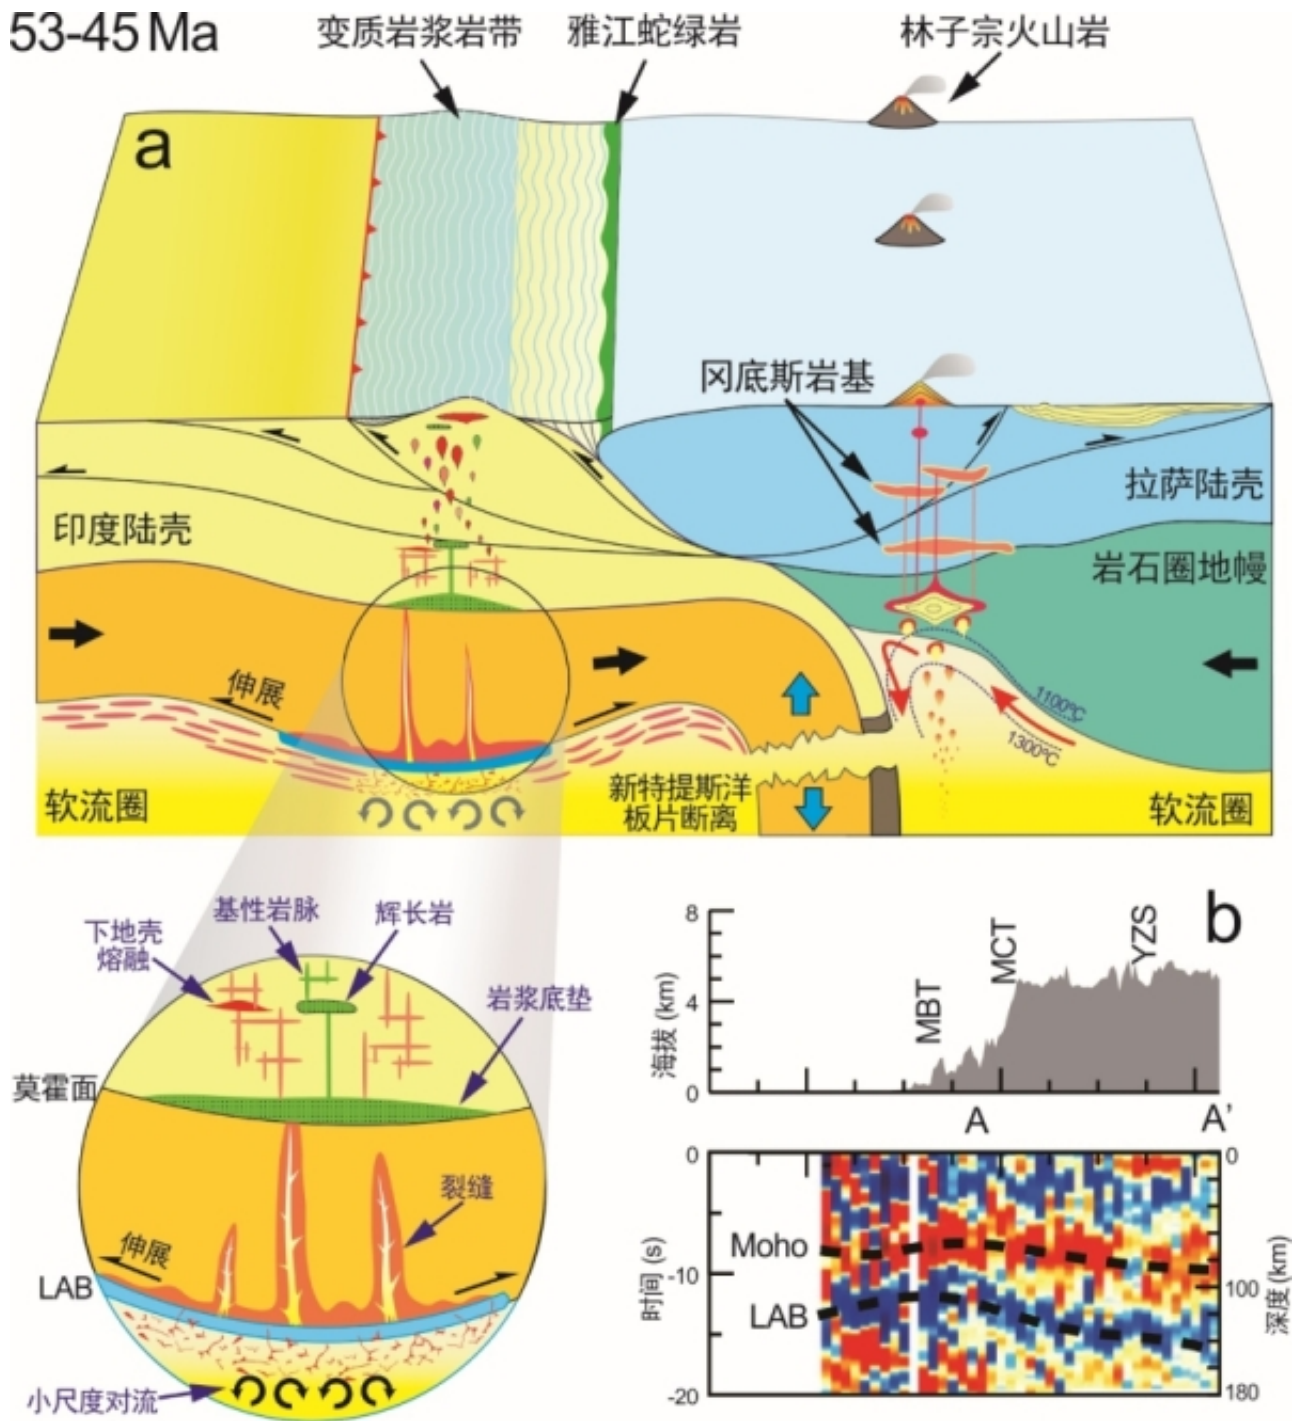 53-45 Ma
变质岩浆岩带
雅江蛇绿岩
林子宗火山岩
a
冈底斯岩基
拉萨陆壳
印度陆壳
岩石圈地幔
伸展
1100ºC
1300ºC
软流圈
新特提斯洋
板片断离
软流圈
下地壳
熔融
基性岩脉
辉长岩
岩浆底垫
莫霍面
裂缝
伸展
LAB
小尺度对流
b
8
4
0
海拔 (km)
MBT
MCT
YZS
A
A'
0
-10
-20
时间 (s)
Moho
LAB
0
100
180
深度 (km)